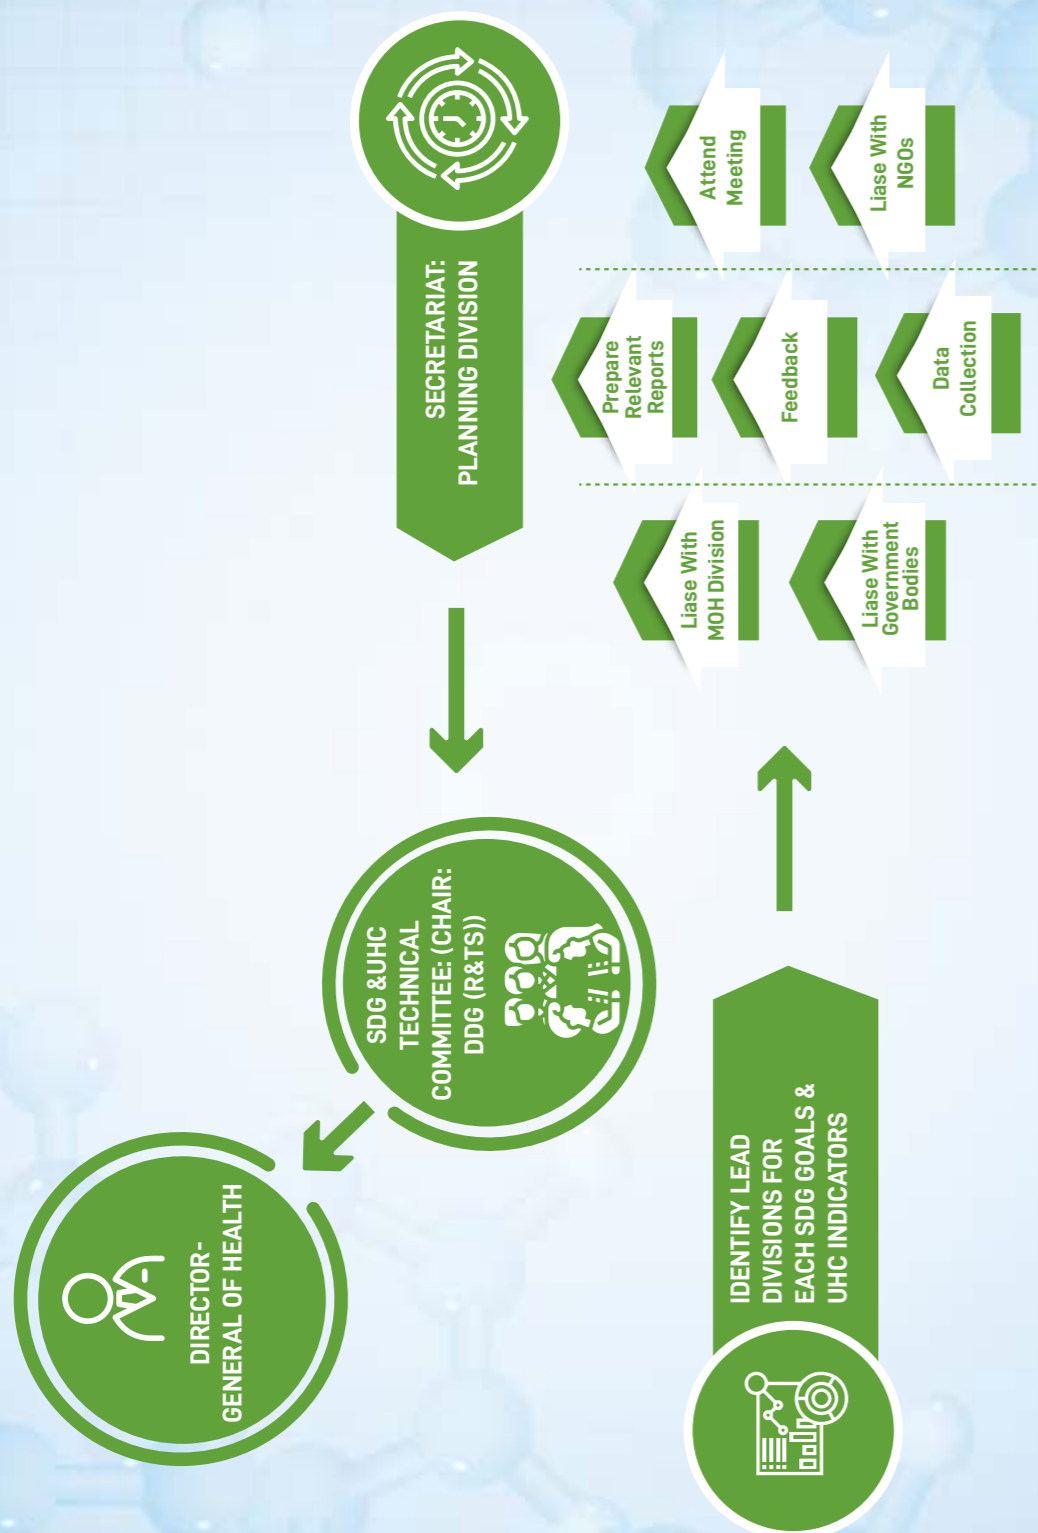 DIRECTOR-
GENERAL OF HEALTH
SDG &UHC
TECHNICAL
COMMITTEE: (CHAIR:
DDG (R&TS))
SECRETARIAT:
PLANNING DIVISION
IDENTIFY LEAD
DIVISIONS FOR
EACH SDG GOALS &
UHC INDICATORS
Liase With
MOH Division
Liase With
Government
Bodies
Prepare
Relevant
Reports
Feedback
Data
Collection
Attend
Meeting
Liase With
NGOs